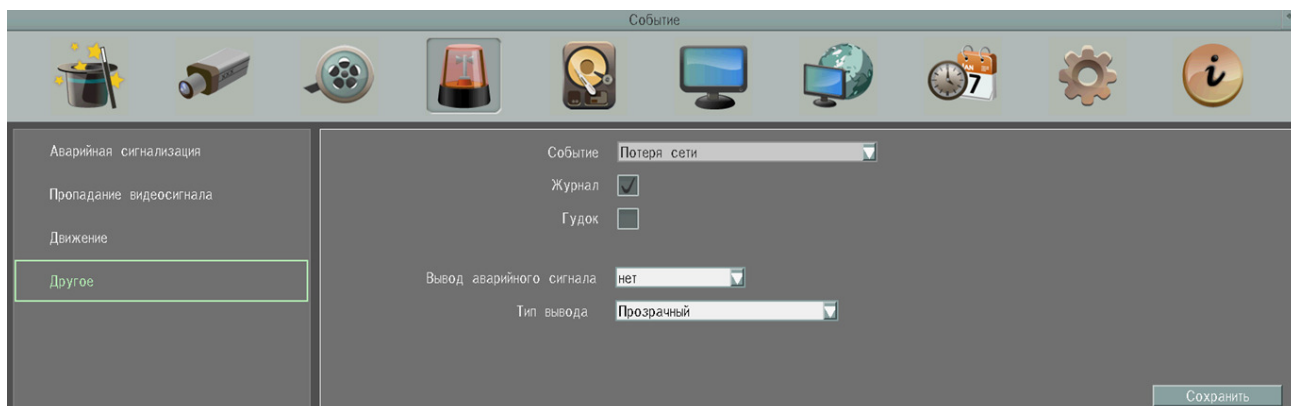 Событие
7
i
Аварийная сигнализация
Пропадание видеосигнала
Движение
Другое
Событие Потеря сети
Журнал
Гудок
Вывод аварийного сигнала нет
Тип вывода Прозрачный
Сохранить